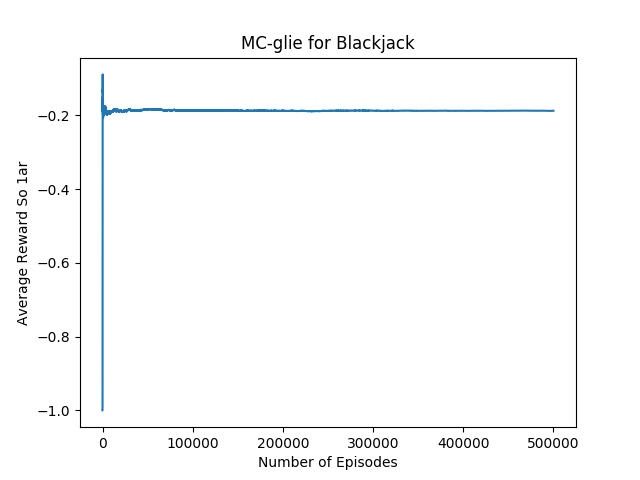 MC-glie for Blackjack
Average Reward So 1ar
−0.2
−0.4
−0.6
−0.8
−1.0
0 100000 200000 300000 400000 500000
Number of Episodes